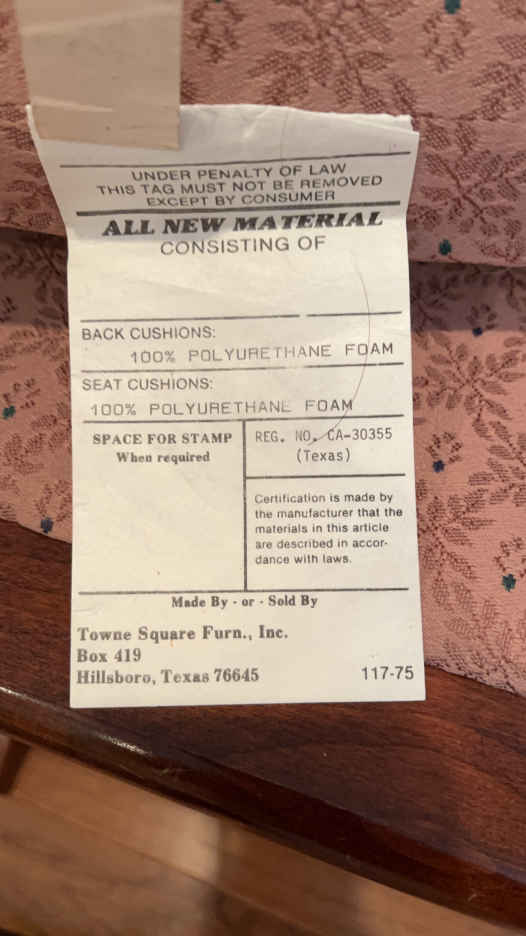 UNDER PENALTY OF LAW
THIS TAG MUST NOT BE REMOVED
EXCEPT BY CONSUMER
ALL NEW MATERIAL
CONSISTING OF
BACK CUSHIONS:
100% POLYURETHANE FOAM
SEAT CUSHIONS:
100% POLYURETHANE FOAM
SPACE FOR STAMP
When required
REG. NO. CA-30355
(Texas)
Certification is made by
the manufacturer that the
materials in this article
are described in accor-
dance with laws.
Made By - or - Sold By
Towne Square Furn., Inc.
Box 419
Hillsboro, Texas 76645
117-75